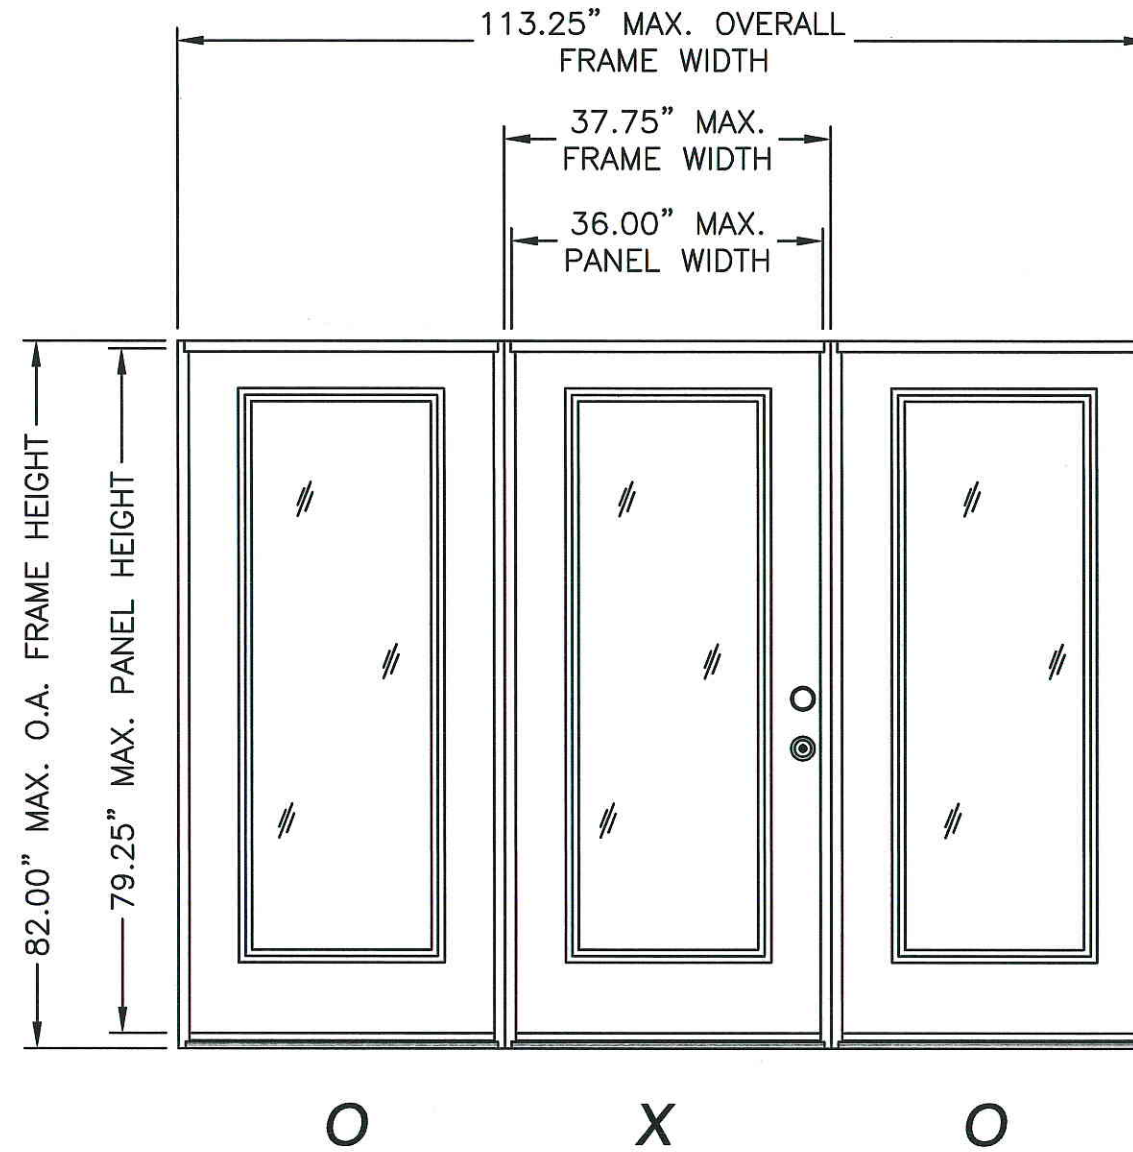 113.25” MAX. OVERALL
FRAME WIDTH
37.75” MAX.
FRAME WIDTH
36.00” MAX.
PANEL WIDTH
82.00” MAX. O.A. FRAME HEIGHT
79.25” MAX. PANEL HEIGHT
O X O